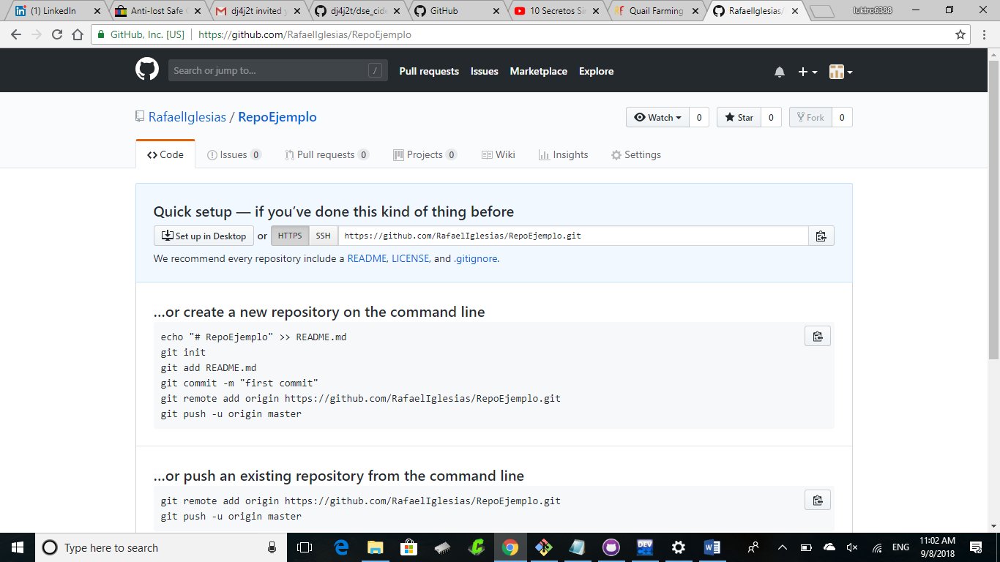 (1) LinkedIn
Anti-lost Safe
dj4j2t invited y
dj4j2t/dse_cid
GitHub
10 Secretos Si
Quail Farming
RafaelIglesias/
luktro6388
GitHub, Inc. [US] https://github.com/RafaelIglesias/RepoEjemplo
Search or jump to... / Pull requests Issues Marketplace Explore
RafaelIglesias / RepoEjemplo
Watch 0 Star 0 Fork 0
Code Issues 0 Pull requests 0 Projects 0 Wiki Insights Settings
Quick setup — if you’ve done this kind of thing before
Set up in Desktop or HTTPS SSH https://github.com/RafaelIglesias/RepoEjemplo.git
We recommend every repository include a README, LICENSE, and .gitignore.
…or create a new repository on the command line
echo "# RepoEjemplo" >> README.md
git init
git add README.md
git commit -m "first commit"
git remote add origin https://github.com/RafaelIglesias/RepoEjemplo.git
git push -u origin master
…or push an existing repository from the command line
git remote add origin https://github.com/RafaelIglesias/RepoEjemplo.git
git push -u origin master
Type here to search
DEV
ENG
11:02 AM
9/8/2018